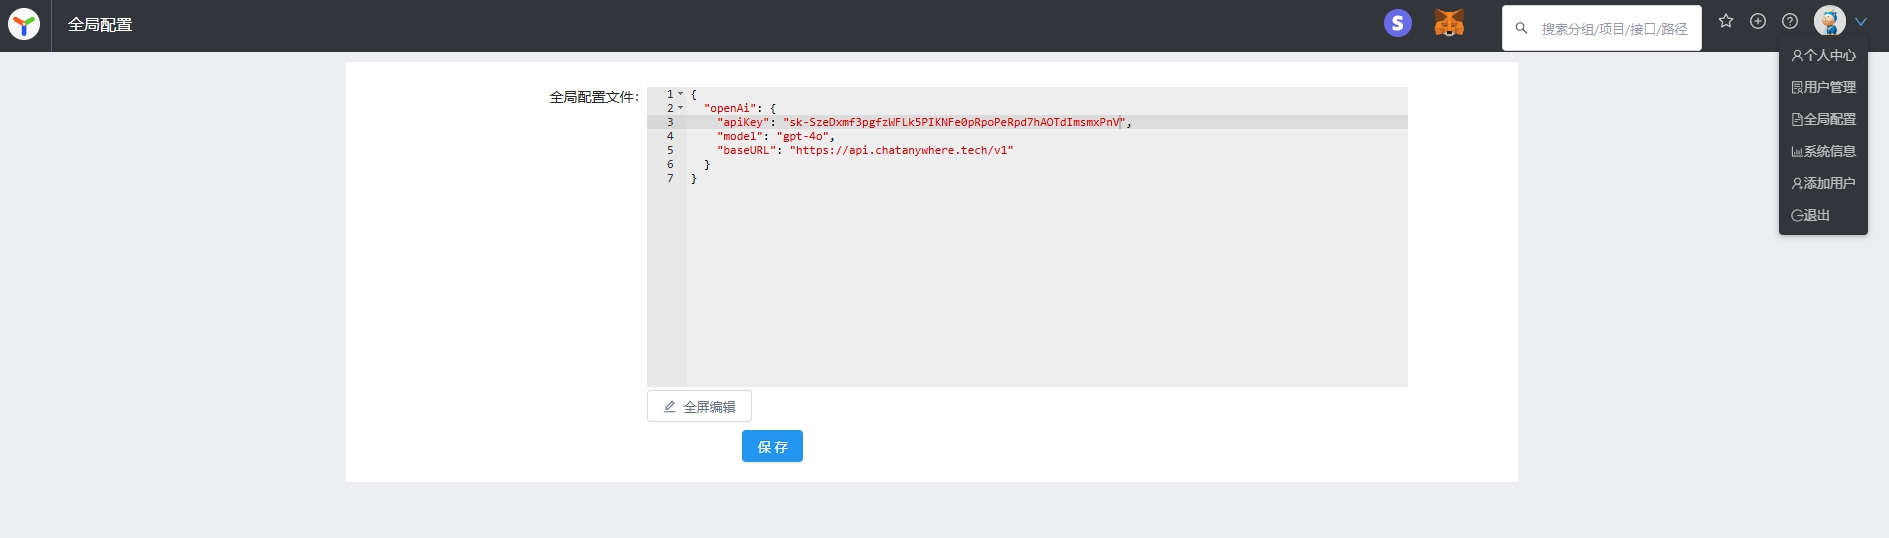 全局配置
搜索分组/项目/接口/路径
个人中心
用户管理
全局配置
系统信息
添加用户
退出
全局配置文件:
1 {
2 "openAi": {
3 "apiKey": "sk-SzeDxmf3pgfzWFLk5PIKNFe0pRpoPeRpd7hAOTdImsmxPnV",
4 "model": "gpt-4o",
5 "baseURL": "https://api.chatanywhere.tech/v1"
6 }
7 }
全屏编辑
保存